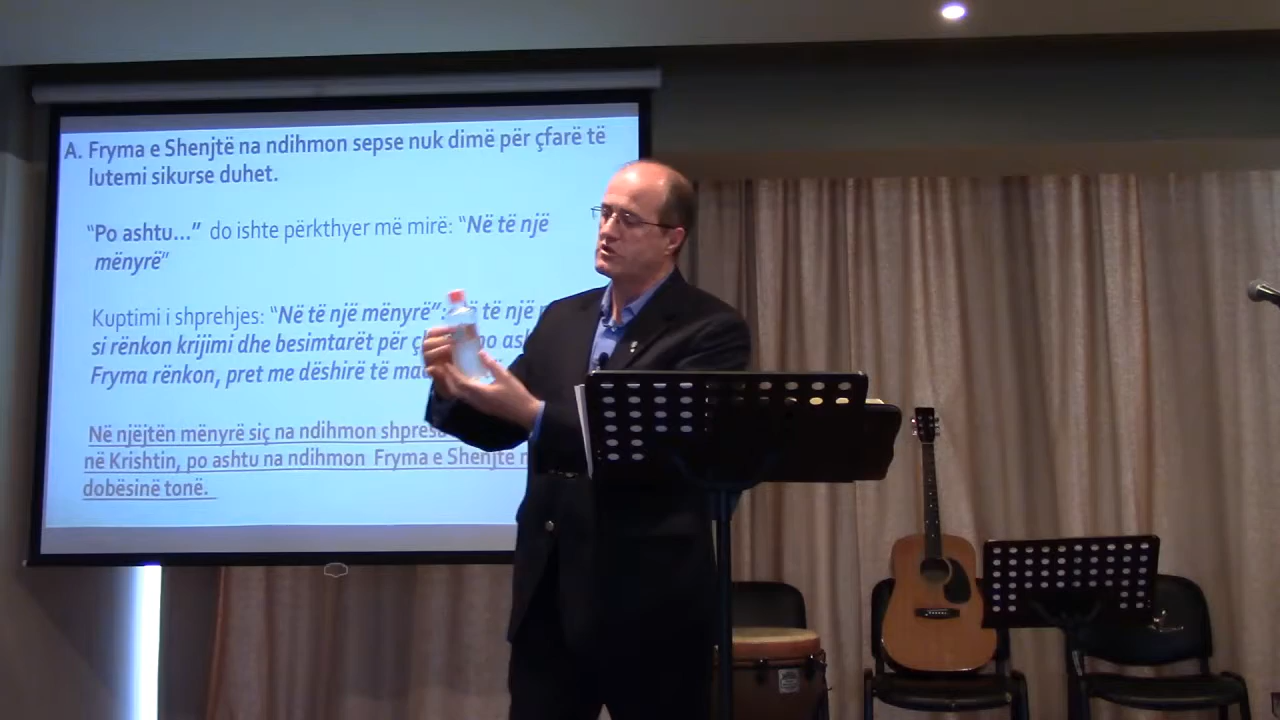 A. Fryma e Shenjtë na ndihmon sepse nuk dimë për çfarë të
lutemi sikurse duhet.
“Po ashtu...” do ishte përkthyer më mirë: “Në të një
mënyrë”
Kuptimi i shprehjes: “Në të një mënyrë”: të një
si rënkon krijimi dhe besimtarët për
Fryma rënkon, pret me dëshirë të
Në njëjtën mënyrë siç na ndihmon shpresa
në Krishtin, po ashtu na ndihmon Fryma e Shenjtë
dobësinë tonë.